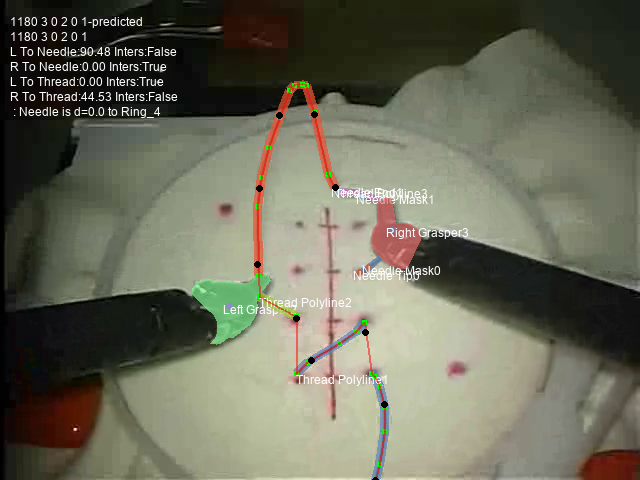 1180 3 0 2 0 1-predicted
1180 3 0 2 0 1
L To Needle:90.48 Inters:False
R To Needle:0.00 Inters:True
L To Thread:0.00 Inters:True
R To Thread:44.53 Inters:False
: Needle is d=0.0 to Ring_4
Needle Mask1
Right Grasper3
Needle Mask0
Needle Tip0
Thread Polyline2
Left Grasp
Thread Polyline1